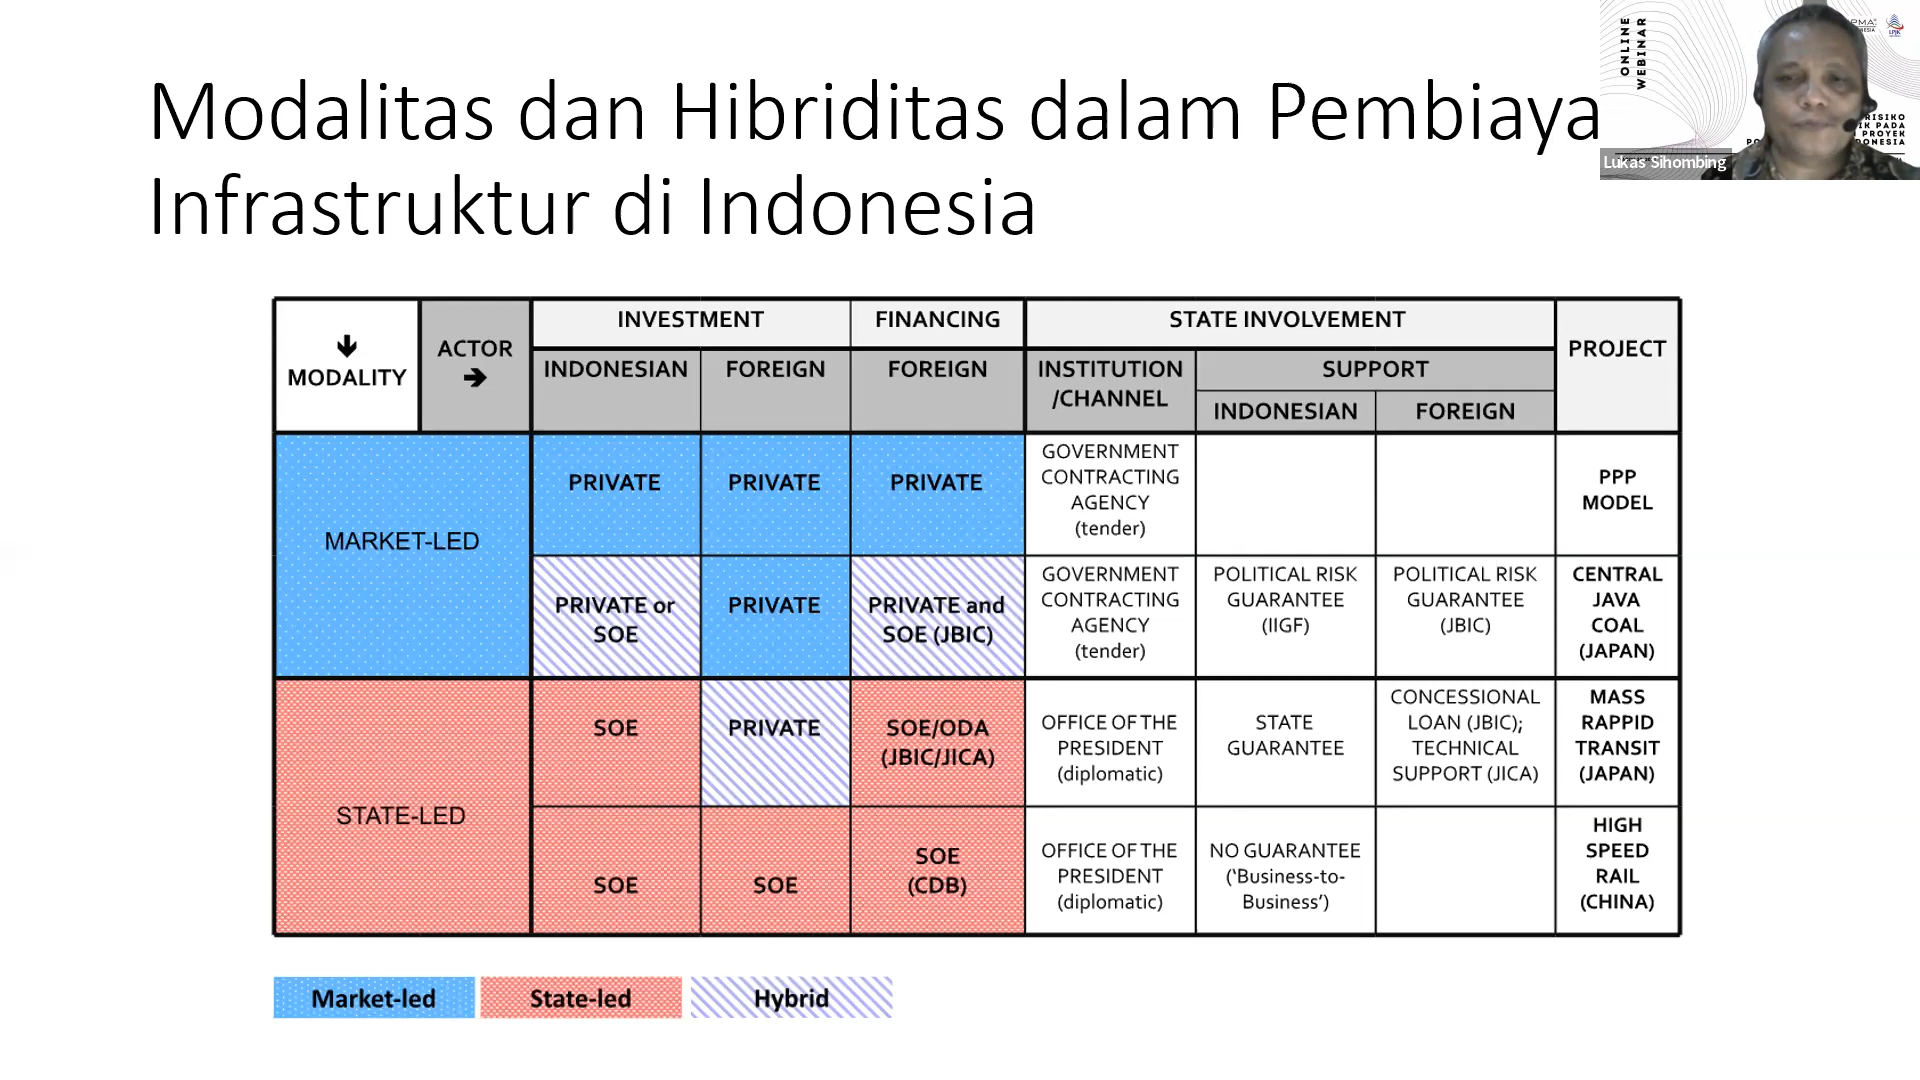 Modalitas dan Hibriditas dalam Pembiaya
Infrastruktur di Indonesia
ONLINE
WEBINAR
RISIKO
IK PADA
PROYEK
DONESIA
Lukas Sihombing
MODALITY
ACTOR
INVESTMENT
FINANCING
STATE INVOLVEMENT
PROJECT
INDONESIAN
FOREIGN
FOREIGN
INSTITUTION
/CHANNEL
SUPPORT
INDONESIAN
FOREIGN
MARKET-LED
PRIVATE
PRIVATE
PRIVATE
GOVERNMENT
CONTRACTING
AGENCY
(tender)
PPP
MODEL
PRIVATE or
SOE
PRIVATE
PRIVATE and
SOE (JBIC)
GOVERNMENT
CONTRACTING
AGENCY
(tender)
POLITICAL RISK
GUARANTEE
(IIGF)
POLITICAL RISK
GUARANTEE
(JBIC)
CENTRAL
JAVA
COAL
(JAPAN)
STATE-LED
SOE
PRIVATE
SOE/ODA
(JBIC/JICA)
OFFICE OF THE
PRESIDENT
(diplomatic)
STATE
GUARANTEE
CONCESSIONAL
LOAN (JBIC);
TECHNICAL
SUPPORT (JICA)
MASS
RAPPID
TRANSIT
(JAPAN)
SOE
SOE
SOE
(CDB)
OFFICE OF THE
PRESIDENT
(diplomatic)
NO GUARANTEE
(‘Business-to-
Business’)
HIGH
SPEED
RAIL
(CHINA)
Market-led
State-led
Hybrid